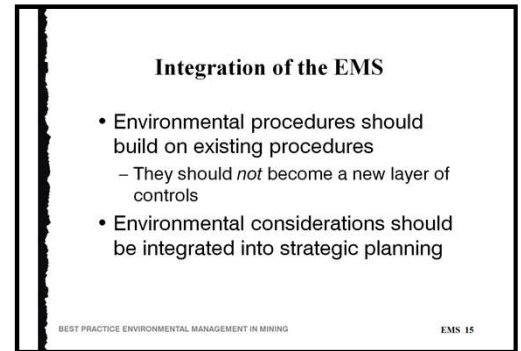 Integration of the EMS
• Environmental procedures should
build on existing procedures
– They should not become a new layer of
controls
• Environmental considerations should
be integrated into strategic planning
BEST PRACTICE ENVIRONMENTAL MANAGEMENT IN MINING
EMS 15